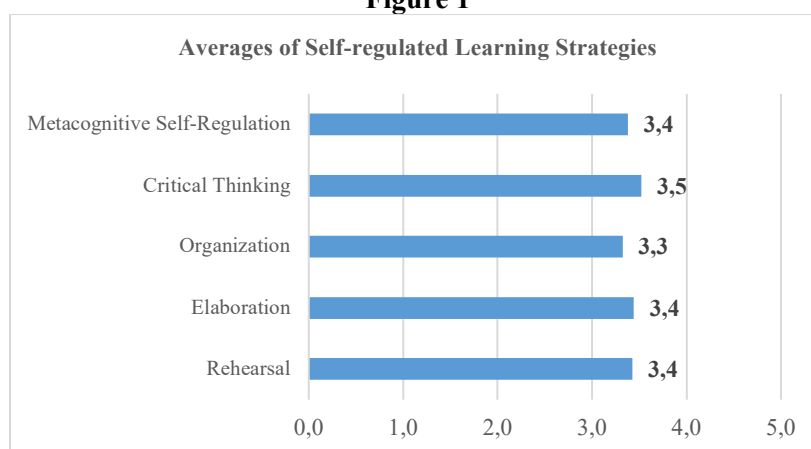 Figure 1
Averages of Self-regulated Learning Strategies
Metacognitive Self-Regulation 3,4
Critical Thinking 3,5
Organization 3,3
Elaboration 3,4
Rehearsal 3,4
0,0 1,0 2,0 3,0 4,0 5,0